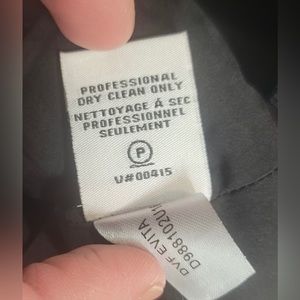 PROFESSIONAL
DRY CLEAN ONLY
NETTOYAGE À SEC
PROFESSIONNEL
SEULEMENT
P
V#00415
DVF EVITA